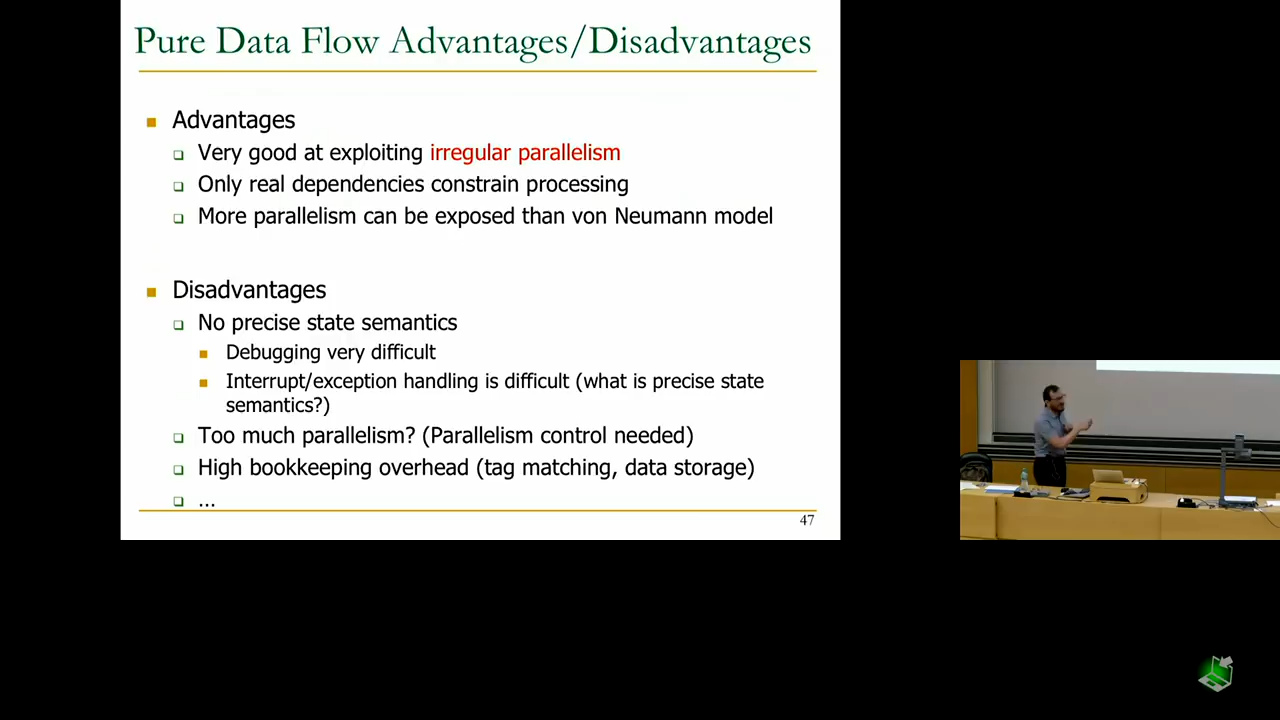 Pure Data Flow Advantages/Disadvantages
Advantages
Very good at exploiting irregular parallelism
Only real dependencies constrain processing
More parallelism can be exposed than von Neumann model
Disadvantages
No precise state semantics
Debugging very difficult
Interrupt/exception handling is difficult (what is precise state
semantics?)
Too much parallelism? (Parallelism control needed)
High bookkeeping overhead (tag matching, data storage)
...
47